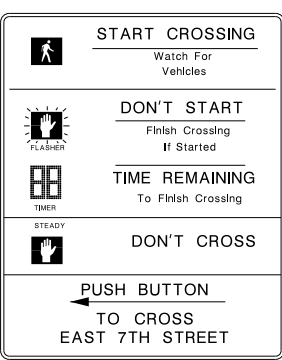 START CROSSING
Watch For
Vehicles
DON'T START
Finish Crossing
If Started
FLASHER
TIME REMAINING
To Finish Crossing
88
TIMER
STEADY
DON'T CROSS
PUSH BUTTON
TO CROSS
EAST 7TH STREET